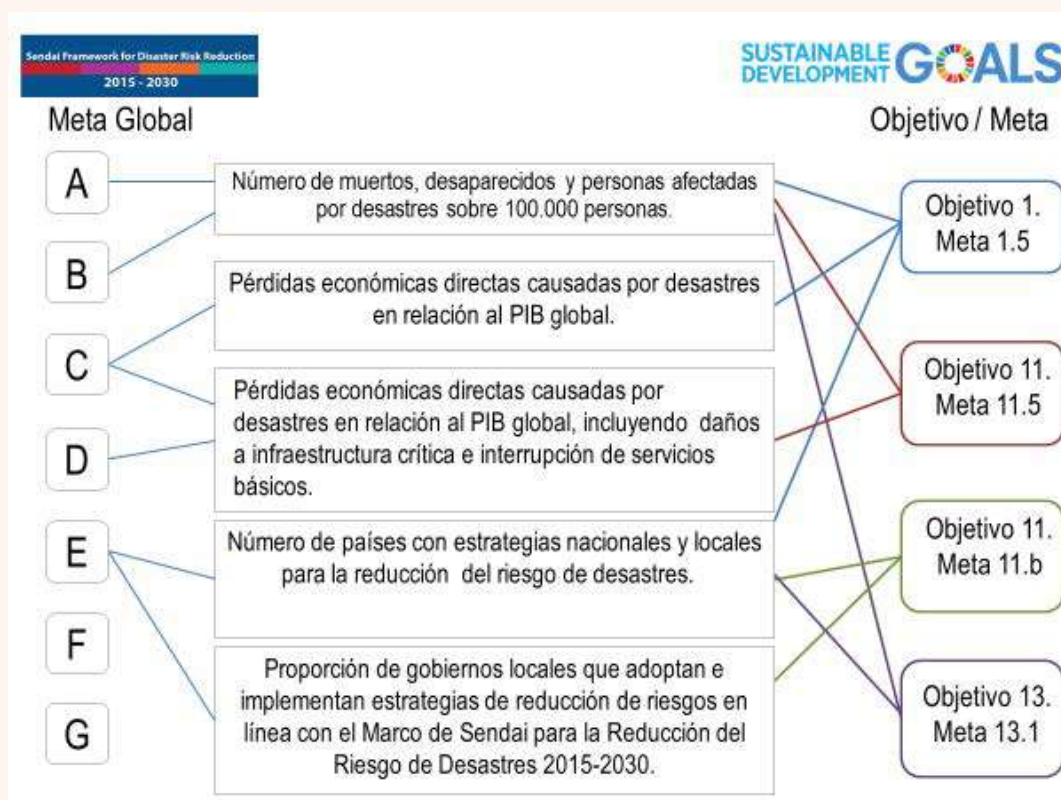 Sendai Framework for Disaster Risk Reduction
2015 - 2030
SUSTAINABLE
DEVELOPMENT
GOALS
Meta Global
Objetivo / Meta
A
B
C
D
E
F
G
Número de muertos, desaparecidos y personas afectadas
por desastres sobre 100.000 personas.
Pérdidas económicas directas causadas por desastres
en relación al PIB global.
Pérdidas económicas directas causadas por
desastres en relación al PIB global, incluyendo daños
a infraestructura crítica e interrupción de servicios
básicos.
Número de países con estrategias nacionales y locales
para la reducción del riesgo de desastres.
Proporción de gobiernos locales que adoptan e
implementan estrategias de reducción de riesgos en
línea con el Marco de Sendai para la Reducción del
Riesgo de Desastres 2015-2030.
Objetivo 1.
Meta 1.5
Objetivo 11.
Meta 11.5
Objetivo 11.
Meta 11.b
Objetivo 13.
Meta 13.1